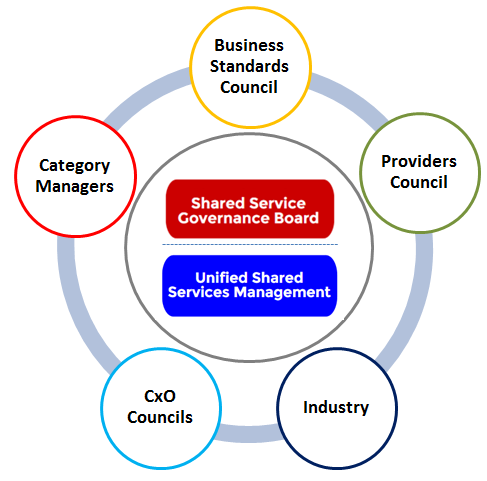 Business
Standards
Council
Category
Managers
Providers
Council
Shared Service
Governance Board
Unified Shared
Services Management
CxO
Councils
Industry